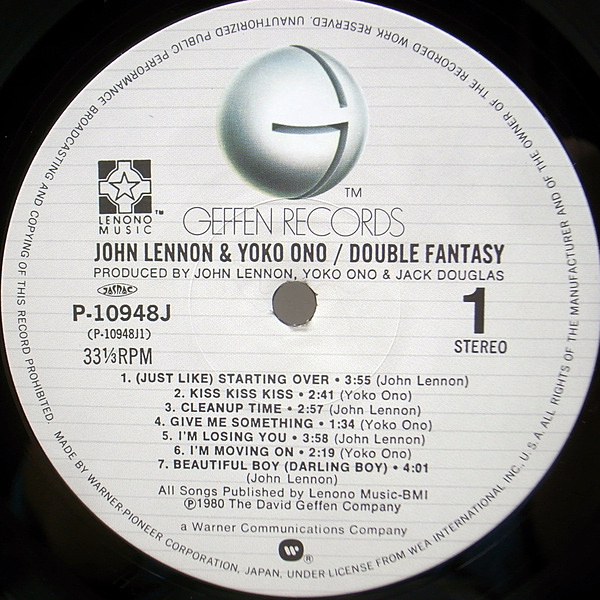 TM
LENONO
MUSIC
TM
GEFFEN RECORDS
JOHN LENNON & YOKO ONO / DOUBLE FANTASY
PRODUCED BY JOHN LENNON, YOKO ONO & JACK DOUGLAS
JASRAC
P-10948J
(P-10948J1)
33⅓RPM
1
STEREO
1. (JUST LIKE) STARTING OVER • 3:55 (John Lennon)
2. KISS KISS KISS • 2:41 (Yoko Ono)
3. CLEANUP TIME • 2:57 (John Lennon)
4. GIVE ME SOMETHING • 1:34 (Yoko Ono)
5. I'M LOSING YOU • 3:58 (John Lennon)
6. I'M MOVING ON • 2:19 (Yoko Ono)
7. BEAUTIFUL BOY (DARLING BOY) • 4:01
(John Lennon)
All Songs Published by Lenono Music-BMI
℗1980 The David Geffen Company
a Warner Communications Company
®
MADE BY WARNER-PIONEER CORPORATION, JAPAN, UNDER LICENSE FROM WEA INTERNATIONAL INC., U.S.A. ALL RIGHTS OF THE MANUFACTURER AND OF THE OWNER OF THE RECORDED WORK RESERVED. UNAUTHORIZED PUBLIC PERFORMANCE BROADCASTING AND COPYING OF THIS RECORD PROHIBITED.